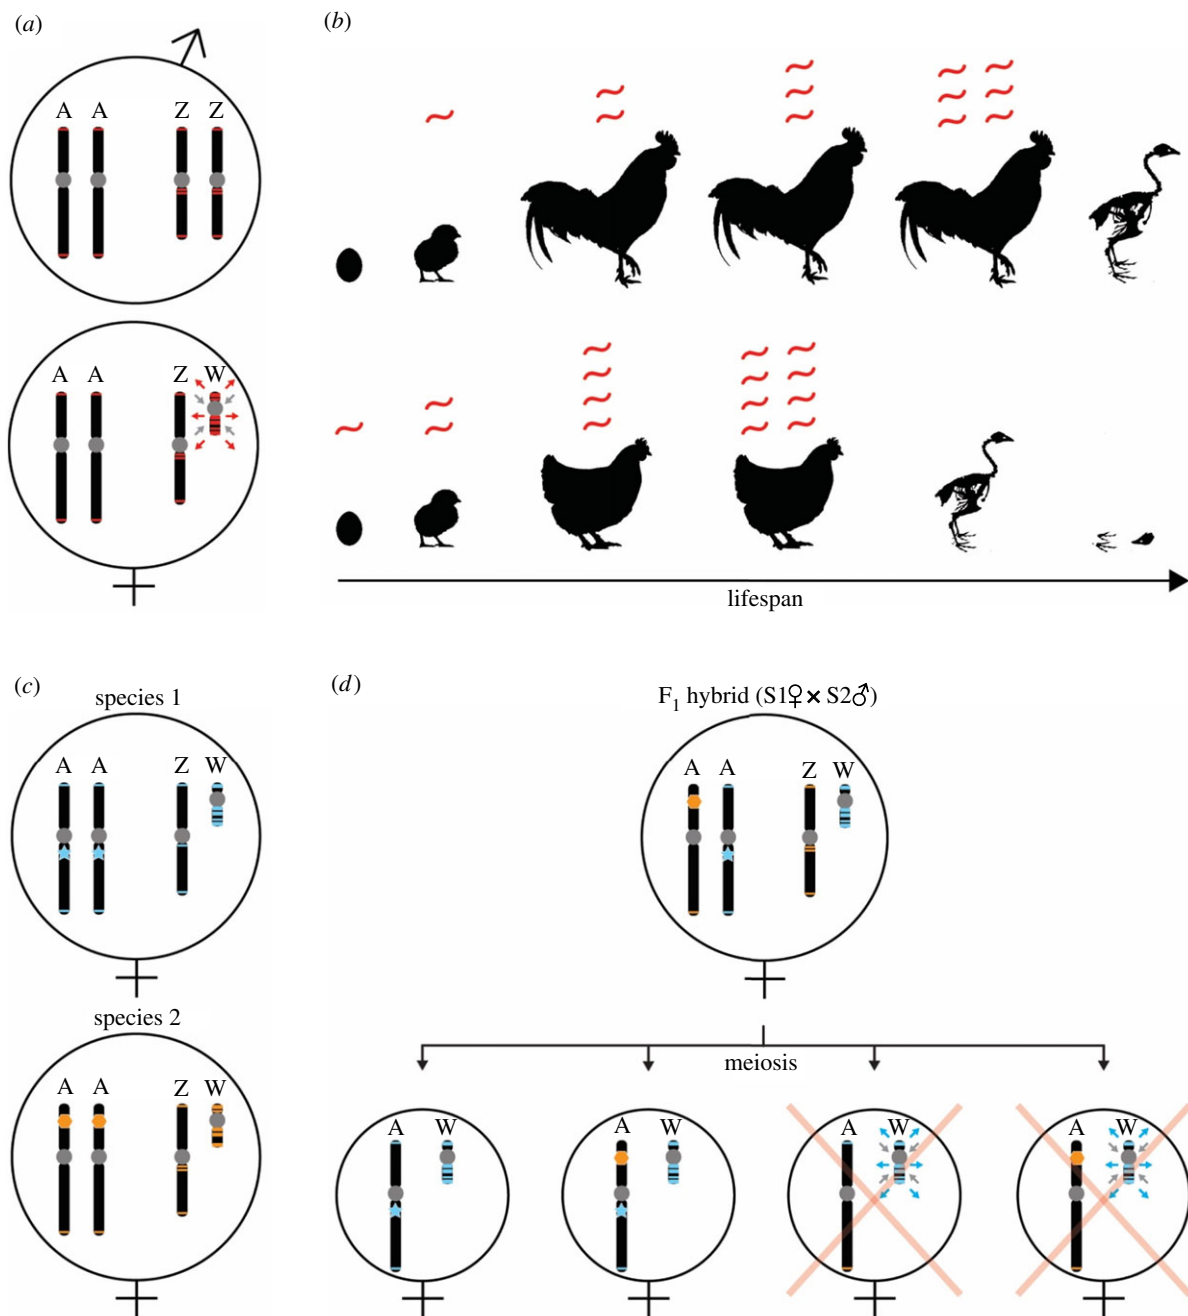 (a)
A A Z Z
A A Z W
(b)
lifespan
(c)
species 1
A A Z W
species 2
A A Z W
(d)
F₁ hybrid (S1♀ × S2♂)
A A Z W
meiosis
A W A W A W A W